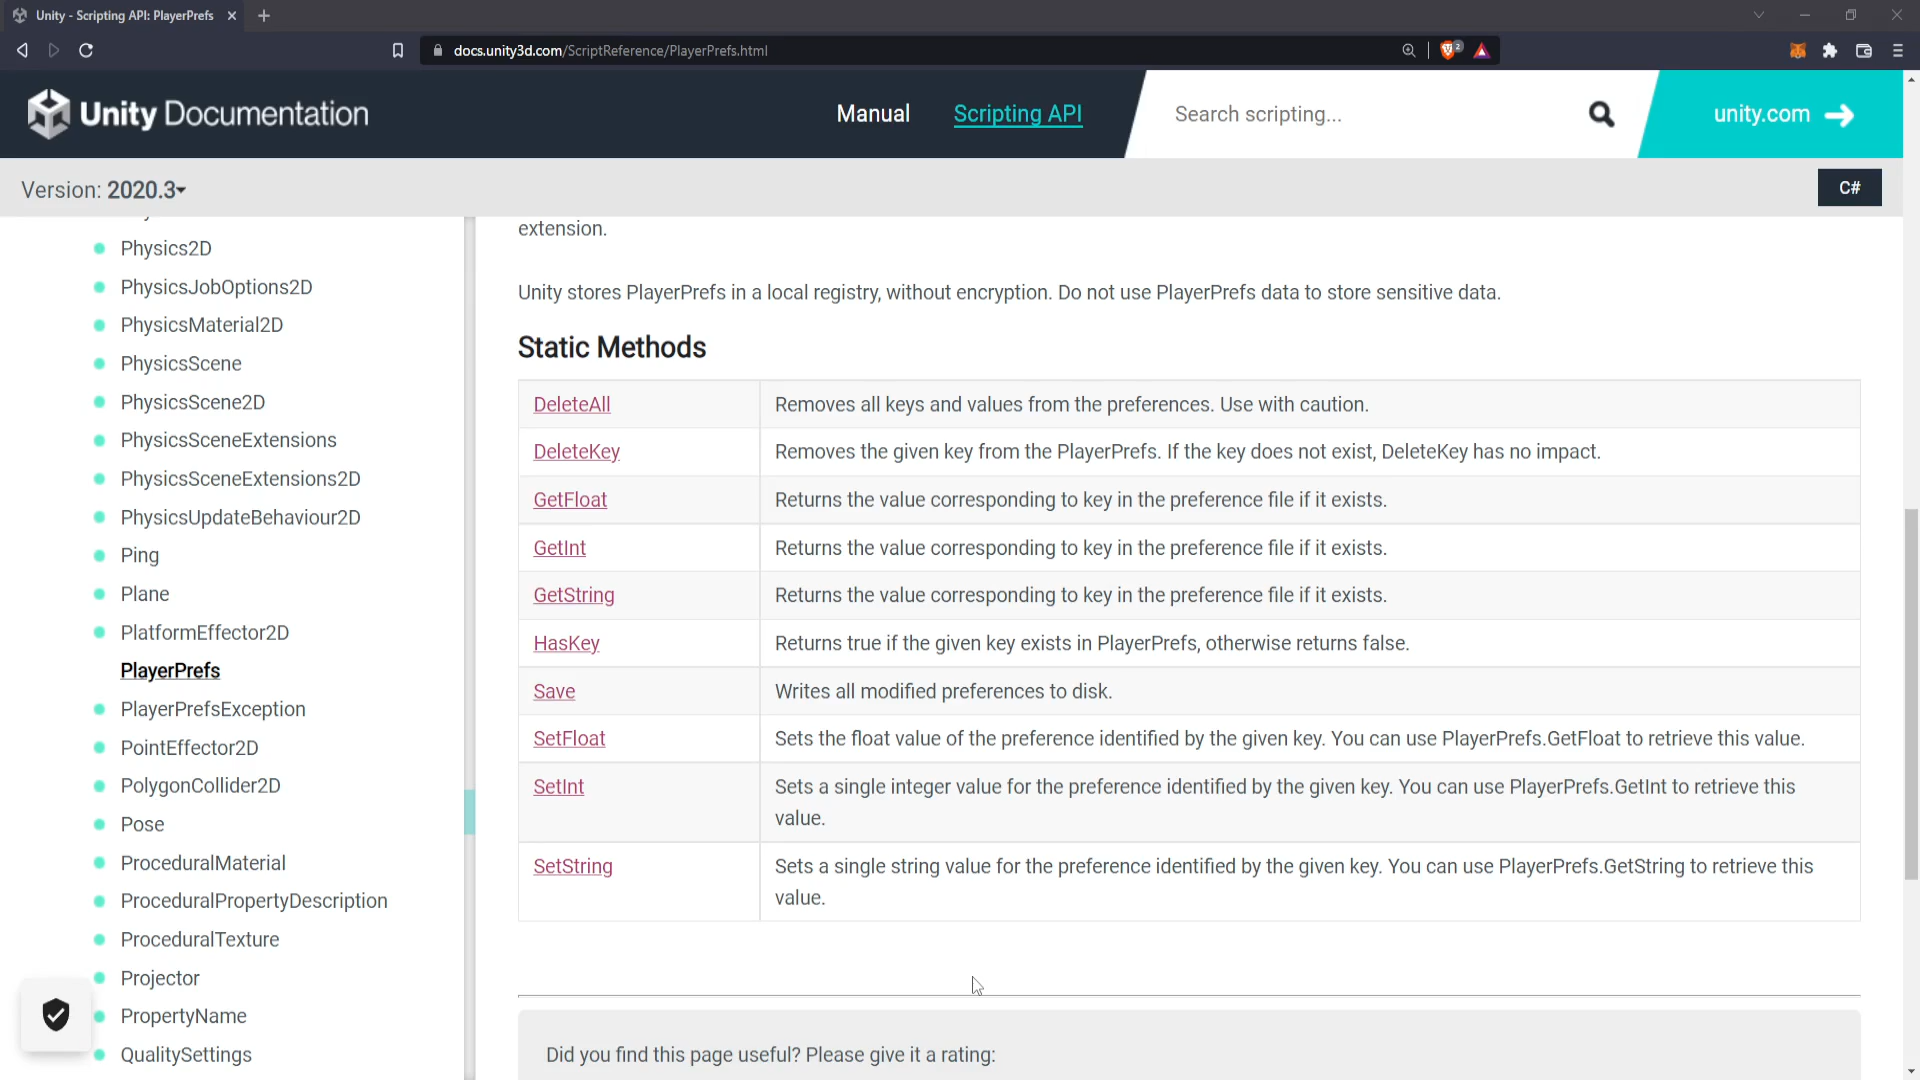 Unity - Scripting API: PlayerPrefs
docs.unity3d.com/ScriptReference/PlayerPrefs.html
2
Unity Documentation
Manual
Scripting API
Search scripting...
unity.com
Version: 2020.3
C#
Physics2D
PhysicsJobOptions2D
PhysicsMaterial2D
PhysicsScene
PhysicsScene2D
PhysicsSceneExtensions
PhysicsSceneExtensions2D
PhysicsUpdateBehaviour2D
Ping
Plane
PlatformEffector2D
PlayerPrefs
PlayerPrefsException
PointEffector2D
PolygonCollider2D
Pose
ProceduralMaterial
ProceduralPropertyDescription
ProceduralTexture
Projector
PropertyName
QualitySettings
extension.
Unity stores PlayerPrefs in a local registry, without encryption. Do not use PlayerPrefs data to store sensitive data.
Static Methods
DeleteAll Removes all keys and values from the preferences. Use with caution.
DeleteKey Removes the given key from the PlayerPrefs. If the key does not exist, DeleteKey has no impact.
GetFloat Returns the value corresponding to key in the preference file if it exists.
GetInt Returns the value corresponding to key in the preference file if it exists.
GetString Returns the value corresponding to key in the preference file if it exists.
HasKey Returns true if the given key exists in PlayerPrefs, otherwise returns false.
Save Writes all modified preferences to disk.
SetFloat Sets the float value of the preference identified by the given key. You can use PlayerPrefs.GetFloat to retrieve this value.
SetInt Sets a single integer value for the preference identified by the given key. You can use PlayerPrefs.GetInt to retrieve this
value.
SetString Sets a single string value for the preference identified by the given key. You can use PlayerPrefs.GetString to retrieve this
value.
Did you find this page useful? Please give it a rating: